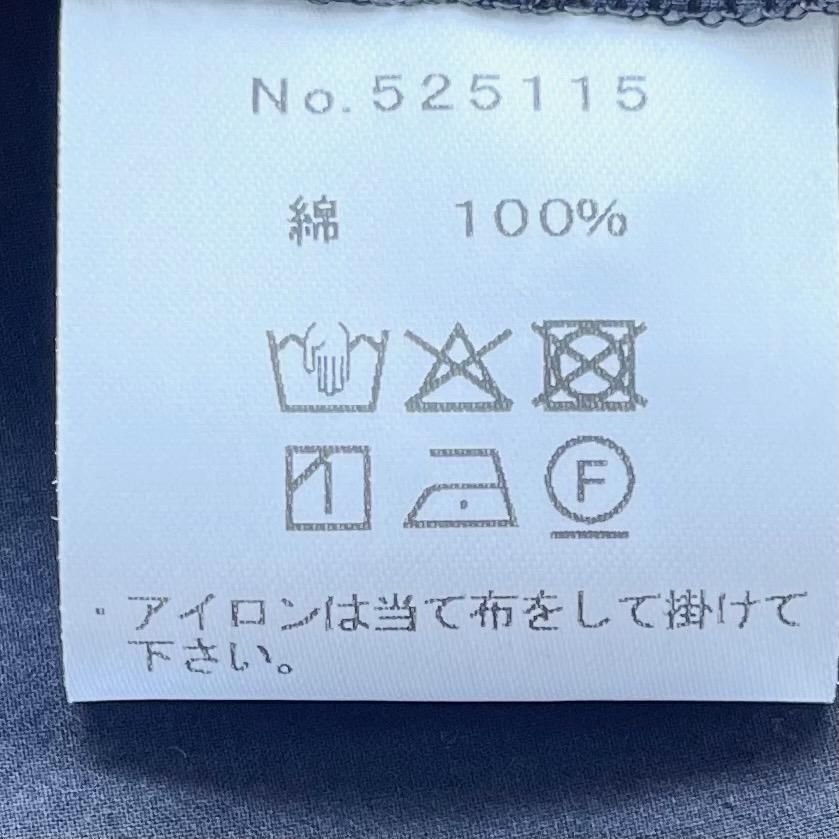 No.525115
綿 100%
F
・アイロンは当て布をして掛けて
下さい。